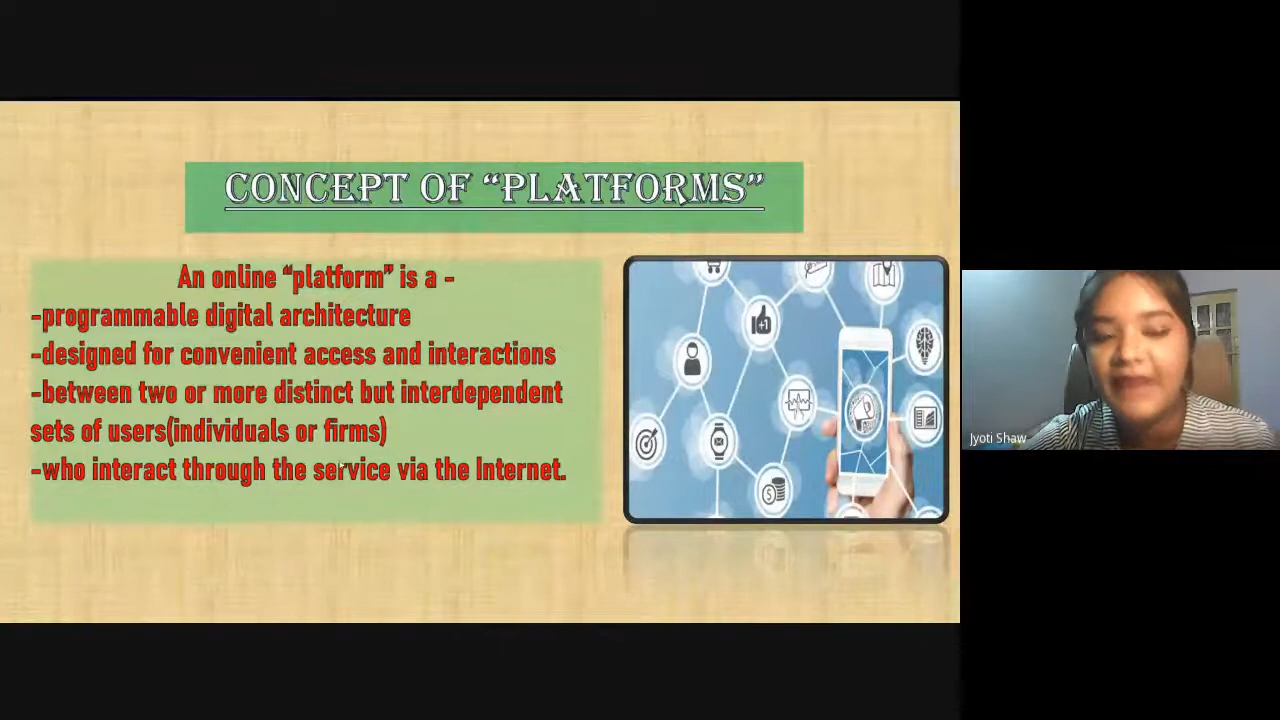 CONCEPT OF “PLATFORMS”
An online “platform” is a -
-programmable digital architecture
-designed for convenient access and interactions
-between two or more distinct but interdependent
sets of users(individuals or firms)
-who interact through the service via the Internet.
+1
Jyoti Shaw